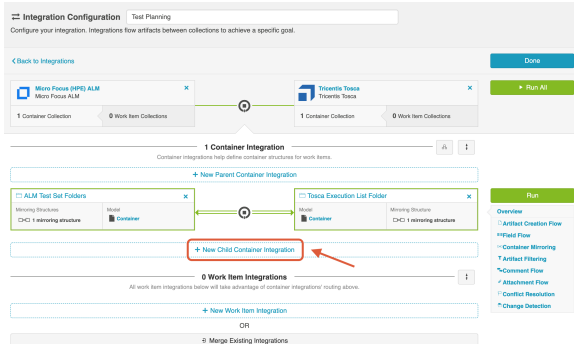 Integration Configuration Test Planning
Configure your integration. Integrations flow artifacts between collections to achieve a specific goal.
Back to Integrations
Done
Micro Focus (HPE) ALM
Micro Focus ALM
Tricentis Tosca
Tricentis Tosca
Run All
1 Container Collection 0 Work Item Collections
1 Container Collection 0 Work Item Collections
1 Container Integration
Container integrations help define container structures for work items.
+ New Parent Container Integration
ALM Test Set Folders
Tosca Execution List Folder
Run
Mirroring Structures Model
Model Mirroring Structure
1 mirroring structure Container
Container 1 mirroring structure
Overview
Artifact Creation Flow
Field Flow
Container Mirroring
Artifact Filtering
Comment Flow
Attachment Flow
Conflict Resolution
Change Detection
+ New Child Container Integration
0 Work Item Integrations
All work item integrations below will take advantage of container integrations' routing above.
+ New Work Item Integration
OR
Merge Existing Integrations